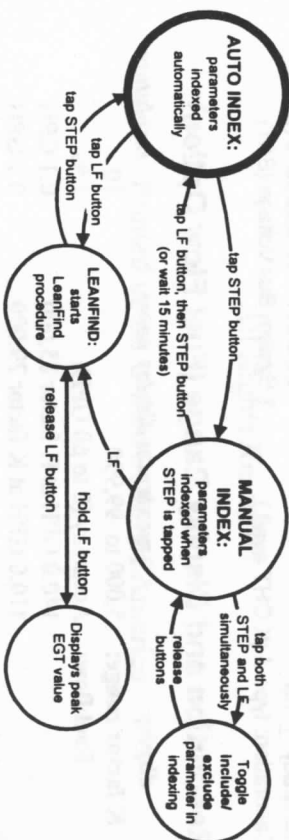 AUTO INDEX:
parameters
indexed
automatically
tap STEP button
tap LF button, then STEP button
(or wait 15 minutes)
MANUAL
INDEX:
parameters
indexed when
STEP is tapped
tap both
STEP and LF
simultaneously
release
buttons
Toggle
include/
exclude
parameter in
indexing
tap LF button
tap STEP button
LEANFIND:
starts
LeanFind
procedure
LF
hold LF button
release LF button
Displays peak
EGT value